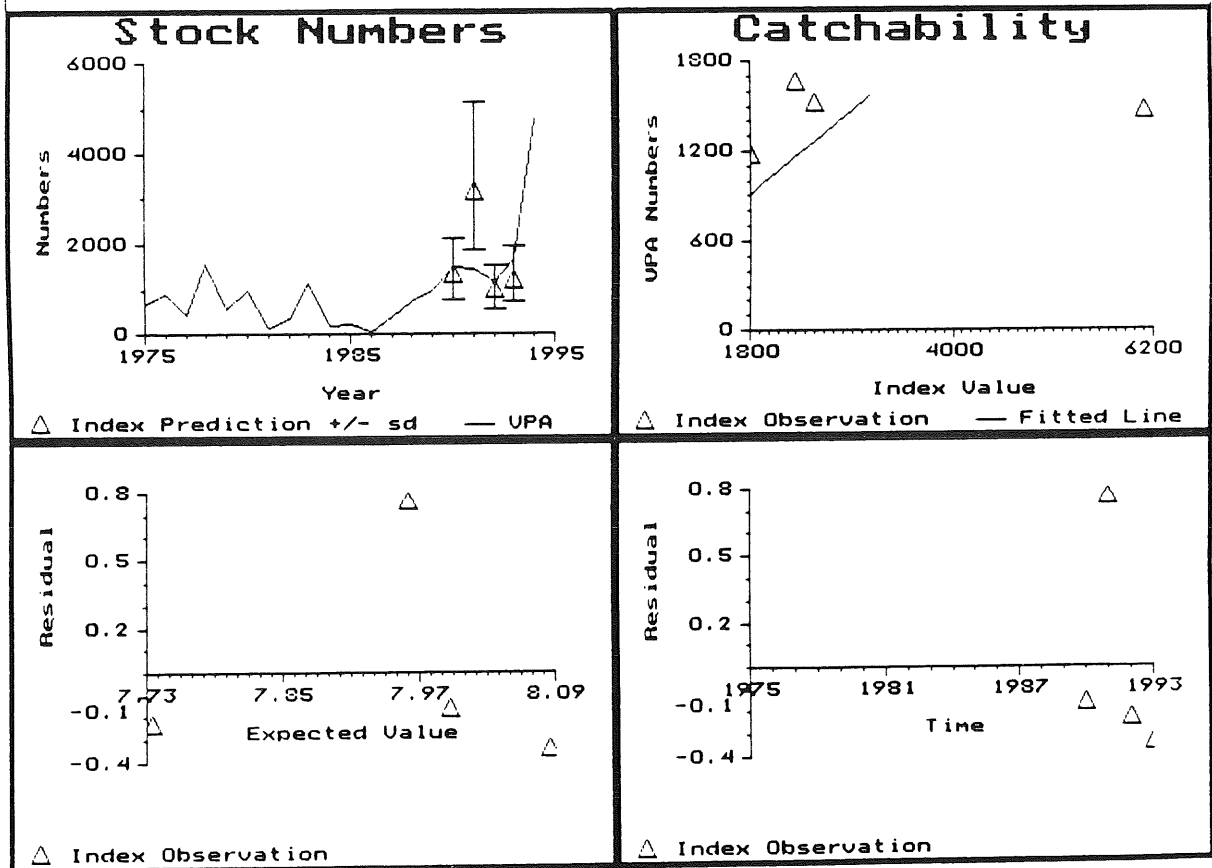 Stock Numbers
6000
4000
2000
0
Numbers
1975 1985 1995
Year
△ Index Prediction +/- sd — VPA
Catchability
1800
1200
600
0
VPA Numbers
1800 4000 6200
Index Value
△ Index Observation — Fitted Line
0.8
0.5
0.2
-0.1
-0.4
Residual
7.73 7.85 7.97 8.09
Expected Value
△ Index Observation
0.8
0.5
0.2
-0.1
-0.4
Residual
1975 1981 1987 1993
Time
△ Index Observation